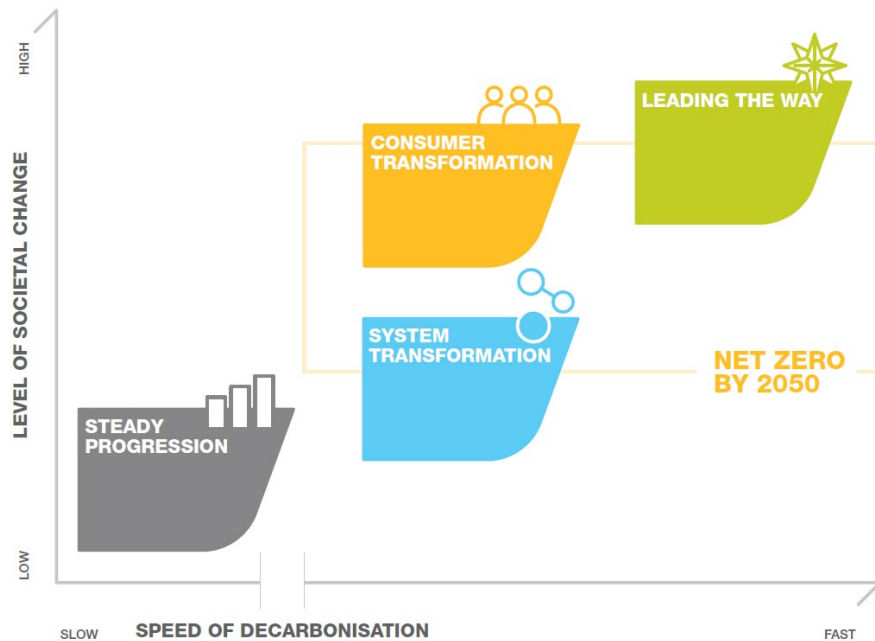 HIGH
LEVEL OF SOCIETAL CHANGE
LOW
LEADING THE WAY
CONSUMER
TRANSFORMATION
SYSTEM
TRANSFORMATION
NET ZERO
BY 2050
STEADY
PROGRESSION
SLOW
SPEED OF DECARBONISATION
FAST